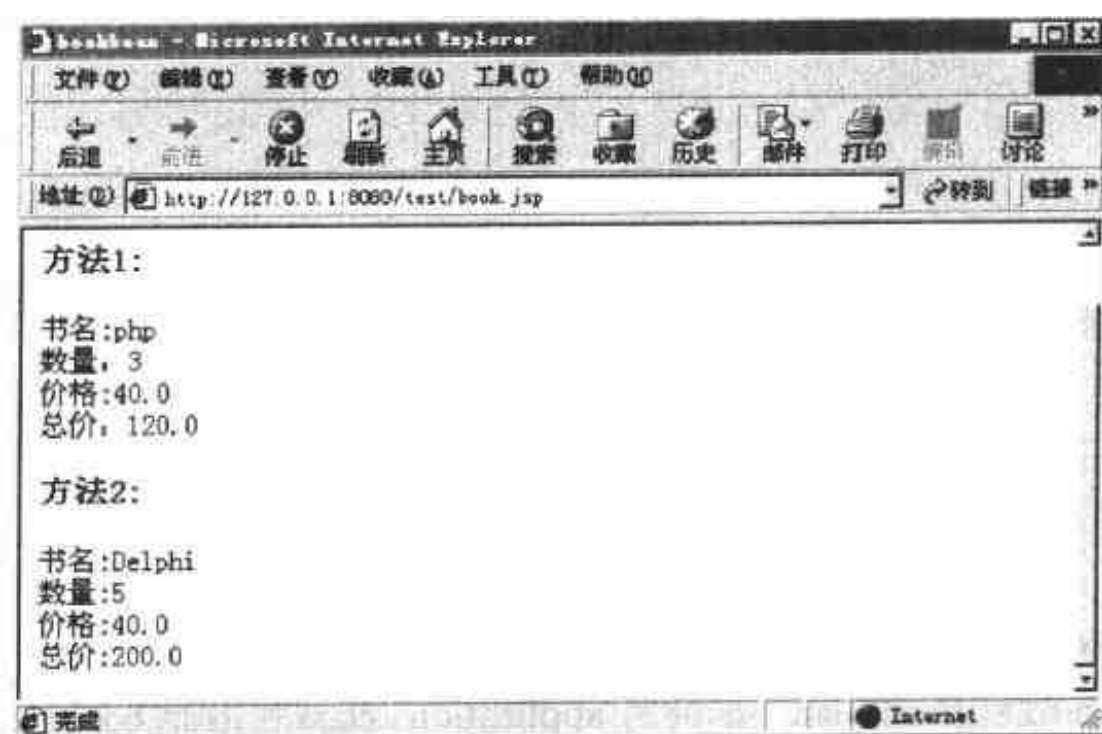 bookbean - Microsoft Internet Explorer
文件(F) 编辑(E) 查看(V) 收藏(A) 工具(T) 帮助(H)
后退 前进 停止 刷新 主页 搜索 收藏 历史 邮件 打印 编辑 讨论 »
地址(D) http://127.0.0.1:8080/test/book.jsp 转到 链接 »
方法1:
书名:php
数量：3
价格:40.0
总价：120.0
方法2:
书名:Delphi
数量:5
价格:40.0
总价:200.0
完成 Internet